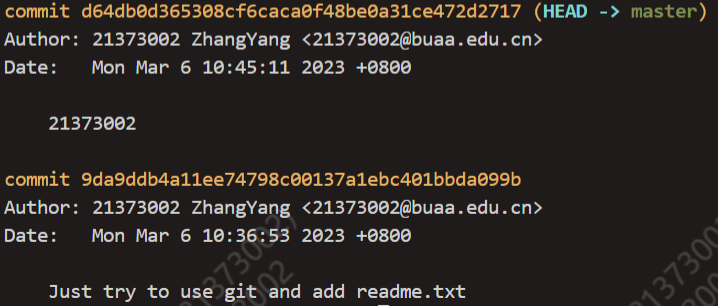 commit d64db0d365308cf6caca0f48be0a31ce472d2717 (HEAD -> master)
Author: 21373002 ZhangYang <21373002@buaa.edu.cn>
Date:   Mon Mar 6 10:45:11 2023 +0800
21373002
commit 9da9ddb4a11ee74798c00137a1ebc401bbda099b
Author: 21373002 ZhangYang <21373002@buaa.edu.cn>
Date:   Mon Mar 6 10:36:53 2023 +0800
Just try to use git and add readme.txt